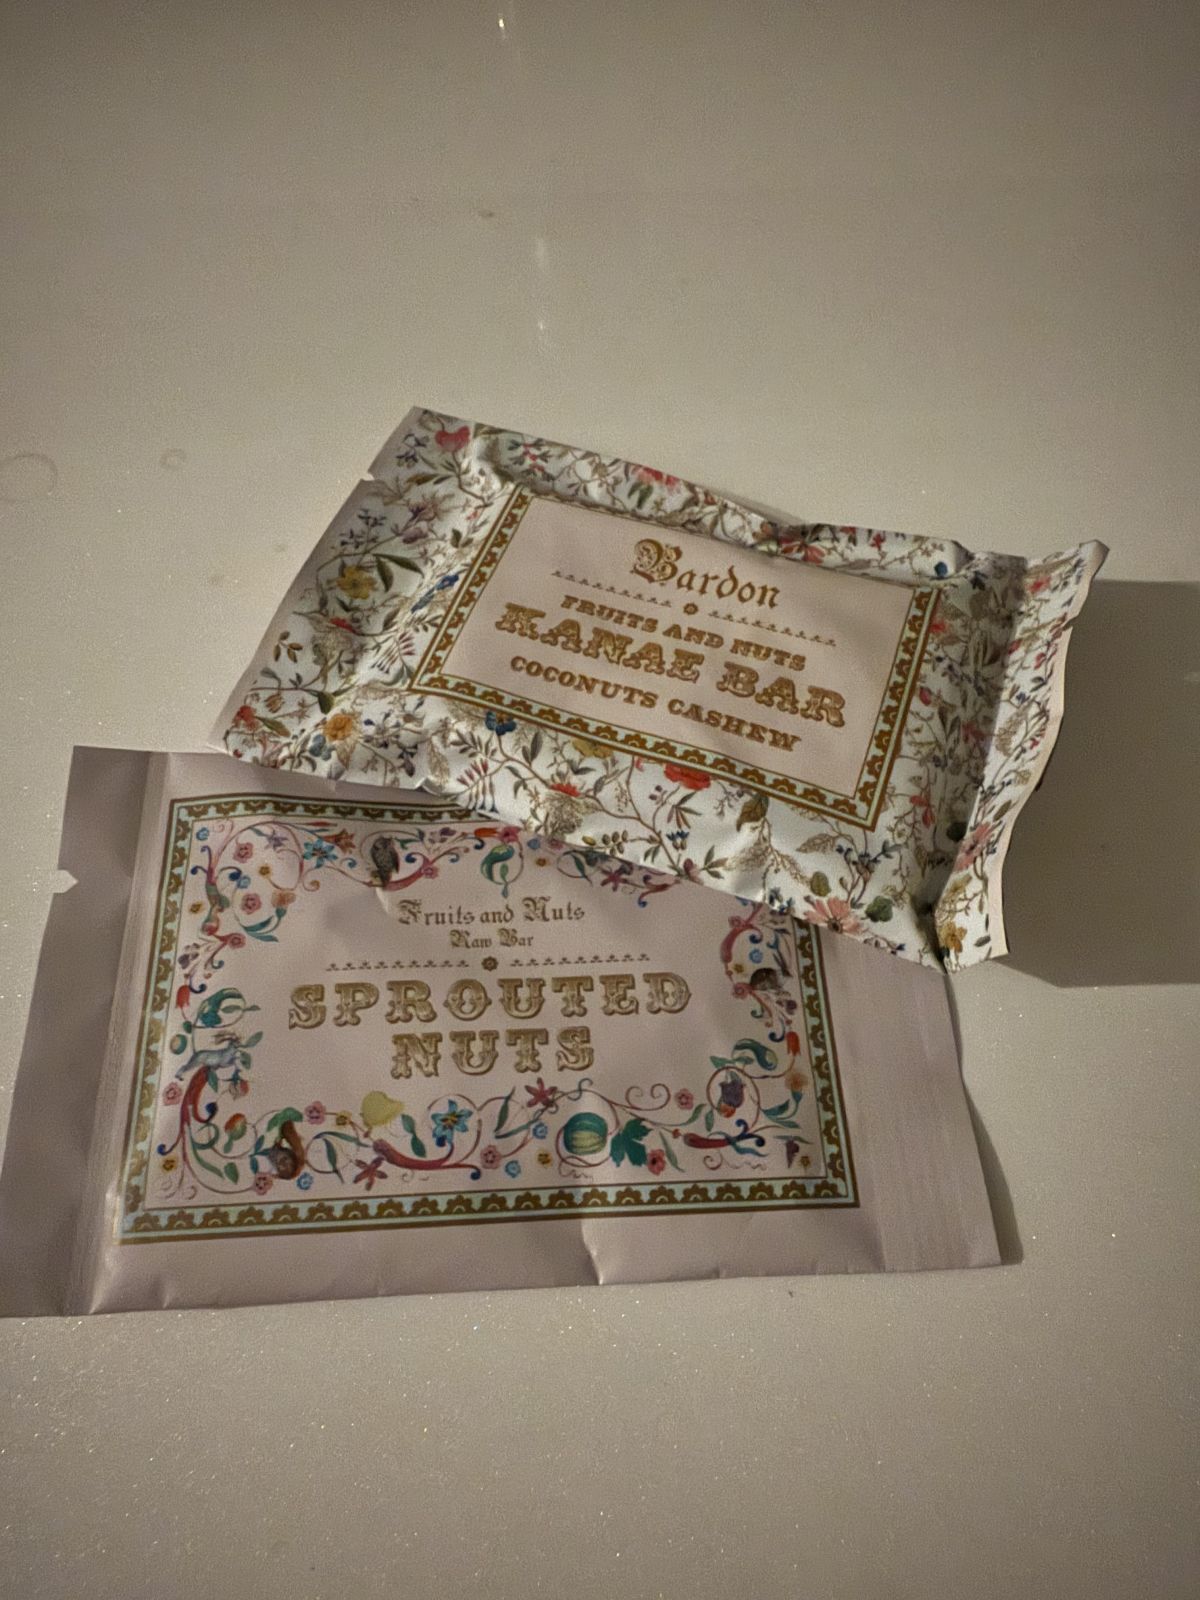 Bardon
FRUITS AND NUTS
KANAE BAR
COCONUTS CASHEW
Fruits and Nuts
Raw Bar
SPROUTED
NUTS